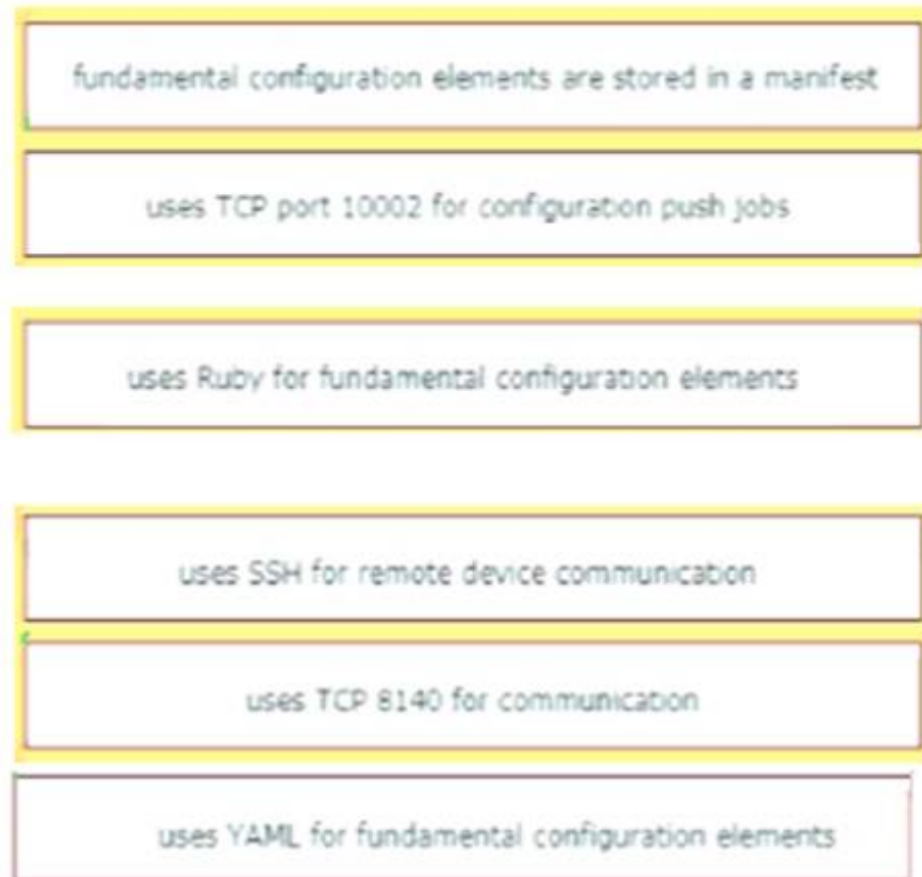 fundamental configuration elements are stored in a manifest
uses TCP port 10002 for configuration push jobs
uses Ruby for fundamental configuration elements
uses SSH for remote device communication
uses TCP 8140 for communication
uses YAML for fundamental configuration elements